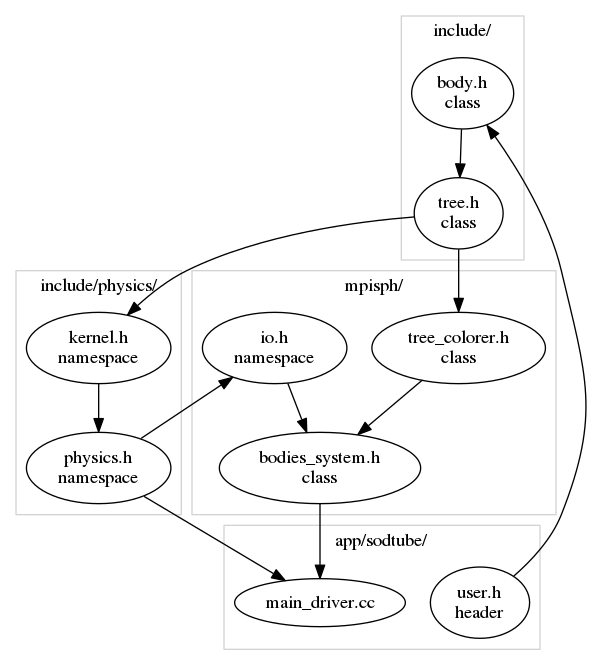 include/
body.h
class
tree.h
class
include/physics/
kernel.h
namespace
physics.h
namespace
mpisph/
io.h
namespace
tree_colorer.h
class
bodies_system.h
class
app/sodtube/
main_driver.cc
user.h
header